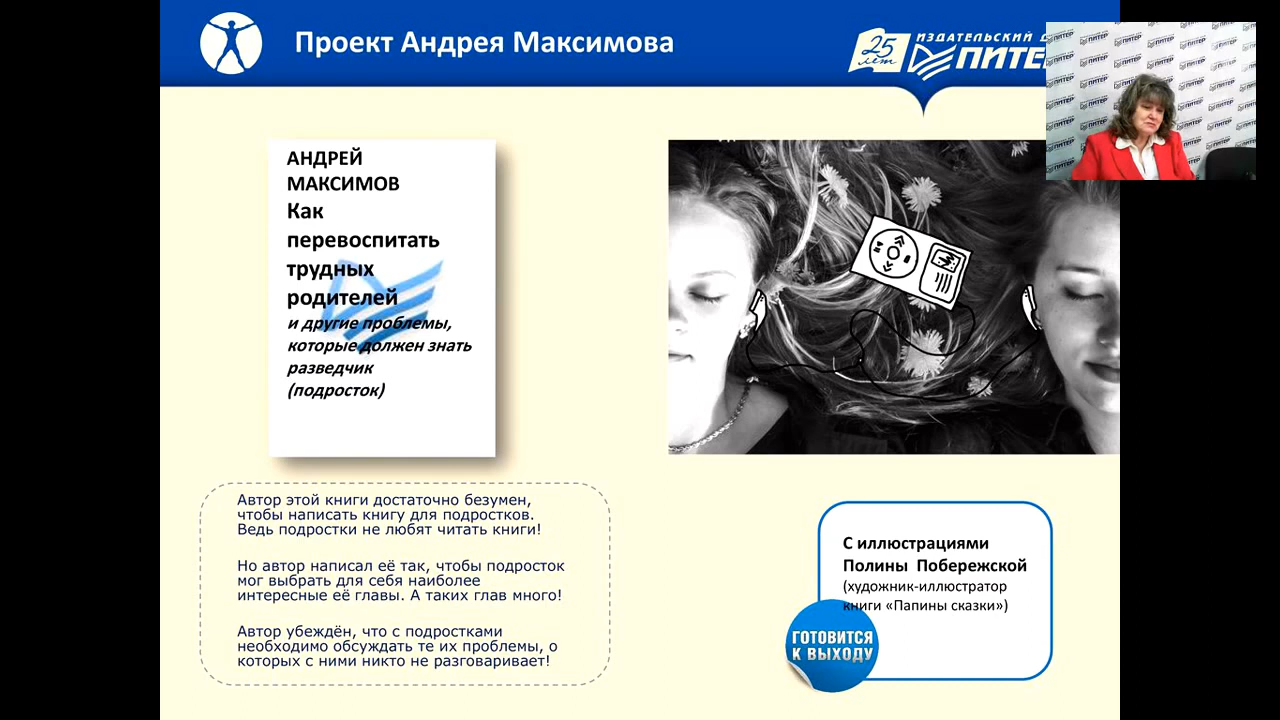 Проект Андрея Максимова
25 лет
ИЗДАТЕЛЬСКИЙ
ПИТЕ
ПИТЕР
АНДРЕЙ
МАКСИМОВ
Как
перевоспитать
трудных
родителей
и другие проблемы,
которые должен знать
разведчик
(подросток)
Автор этой книги достаточно безумен,
чтобы написать книгу для подростков.
Ведь подростки не любят читать книги!
Но автор написал её так, чтобы подросток
мог выбрать для себя наиболее
интересные её главы. А таких глав много!
Автор убеждён, что с подростками
необходимо обсуждать те их проблемы, о
которых с ними никто не разговаривает!
С иллюстрациями
Полины Побережской
(художник-иллюстратор
книги «Папины сказки»)
ГОТОВИТСЯ
К ВЫХОДУ